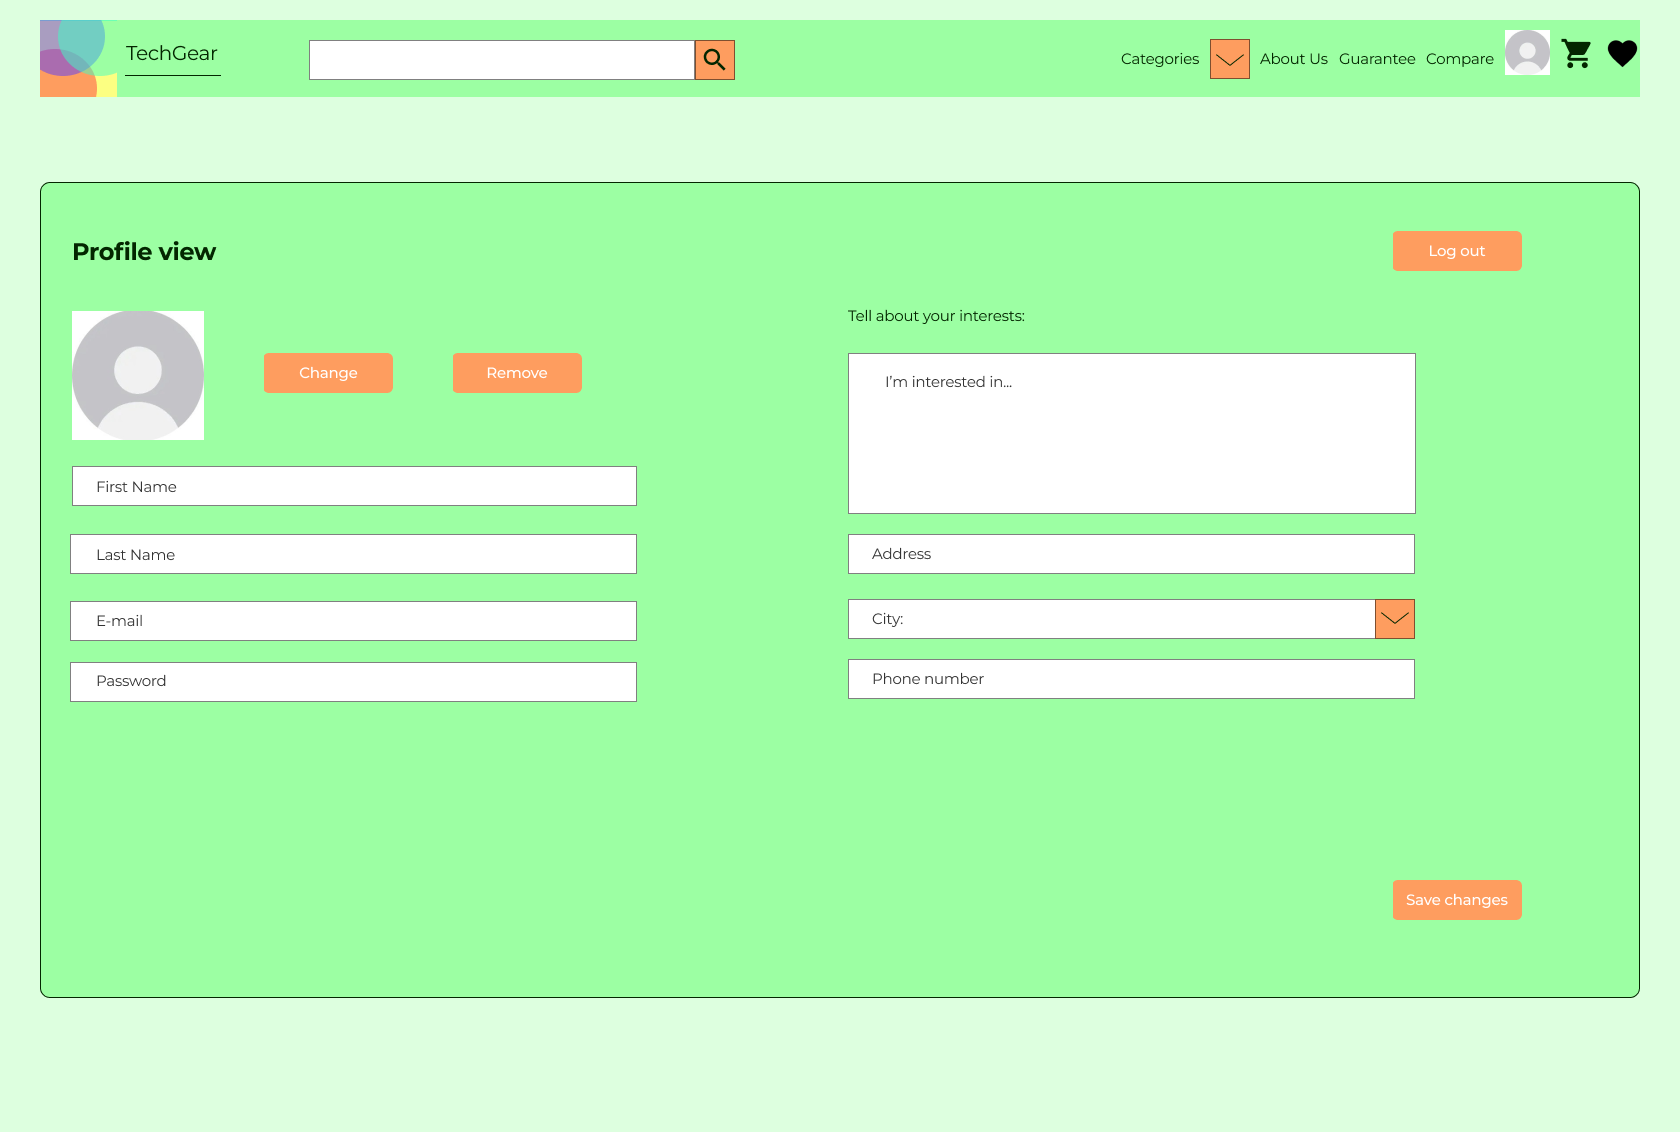 TechGear
Categories
About Us
Guarantee
Compare
Profile view
Log out
Change
Remove
Tell about your interests:
I'm interested in...
First Name
Last Name
E-mail
Password
Address
City:
Phone number
Save changes